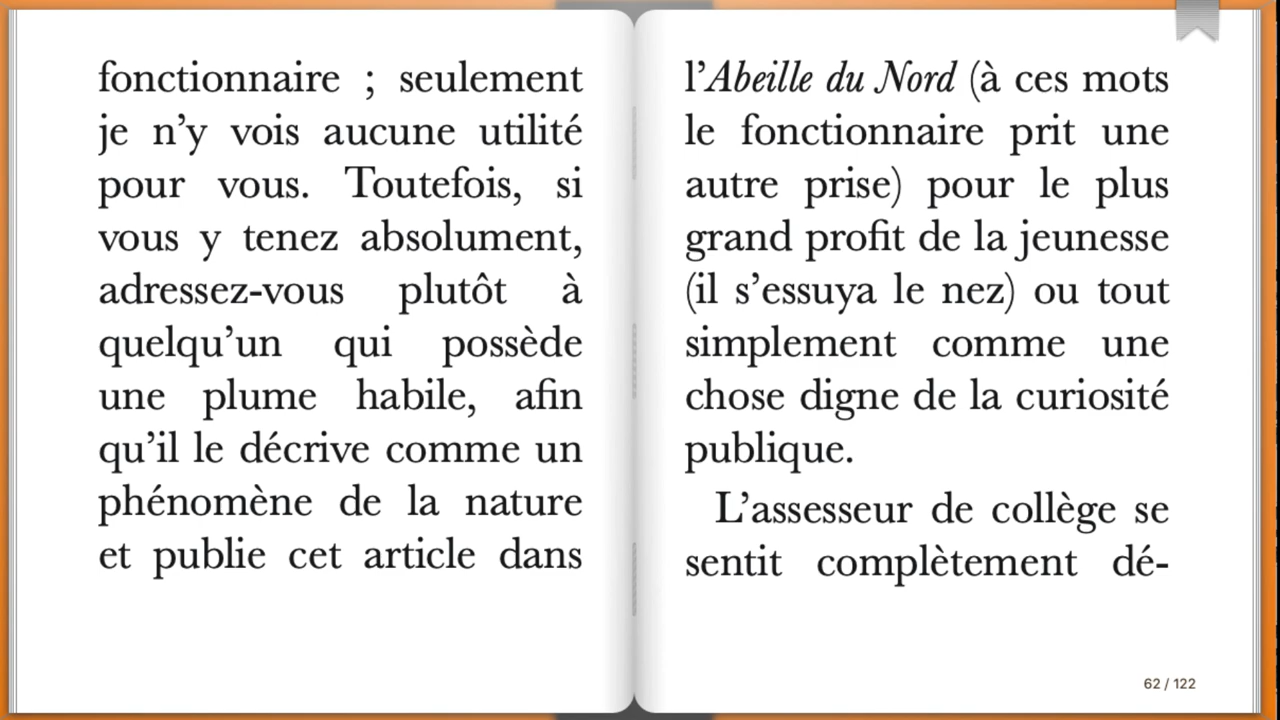 fonctionnaire ; seulement
je n’y vois aucune utilité
pour vous. Toutefois, si
vous y tenez absolument,
adressez-vous plutôt à
quelqu’un qui possède
une plume habile, afin
qu’il le décrive comme un
phénomène de la nature
et publie cet article dans
l’Abeille du Nord (à ces mots
le fonctionnaire prit une
autre prise) pour le plus
grand profit de la jeunesse
(il s’essuya le nez) ou tout
simplement comme une
chose digne de la curiosité
publique.
L’assesseur de collège se
sentit complètement dé-
62 / 122